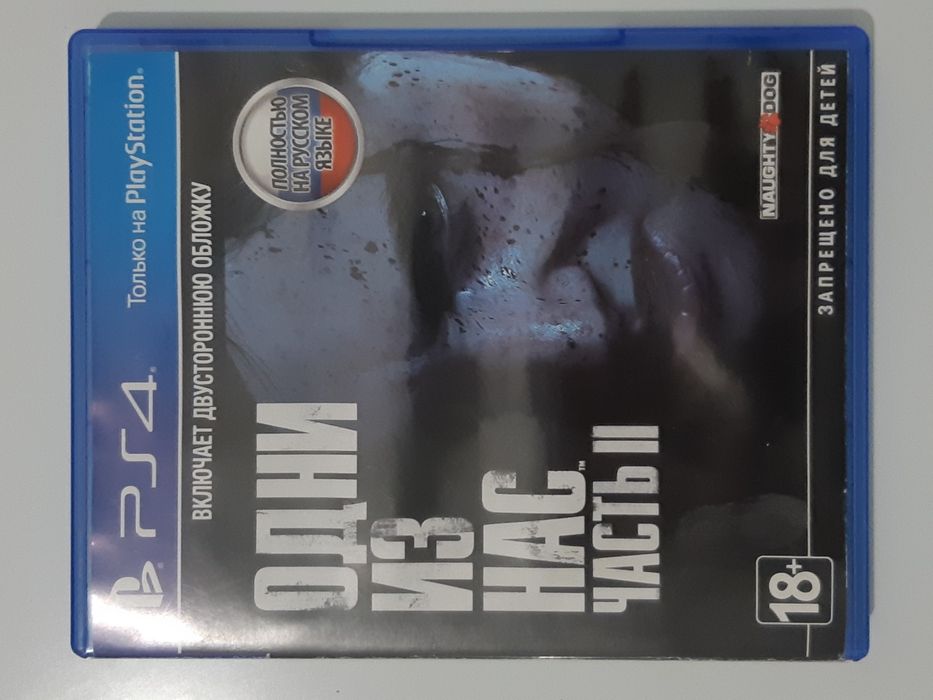 PS4
Только на PlayStation
ВКЛЮЧАЕТ ДВУСТОРОННЮЮ ОБЛОЖКУ
ПОЛНОСТЬЮ
НА РУССКОМ
ЯЗЫКЕ
ОДНИ
ИЗ
НАС™
ЧАСТЬ II
18+
NAUGHTY DOG
ЗАПРЕЩЕНО ДЛЯ ДЕТЕЙ